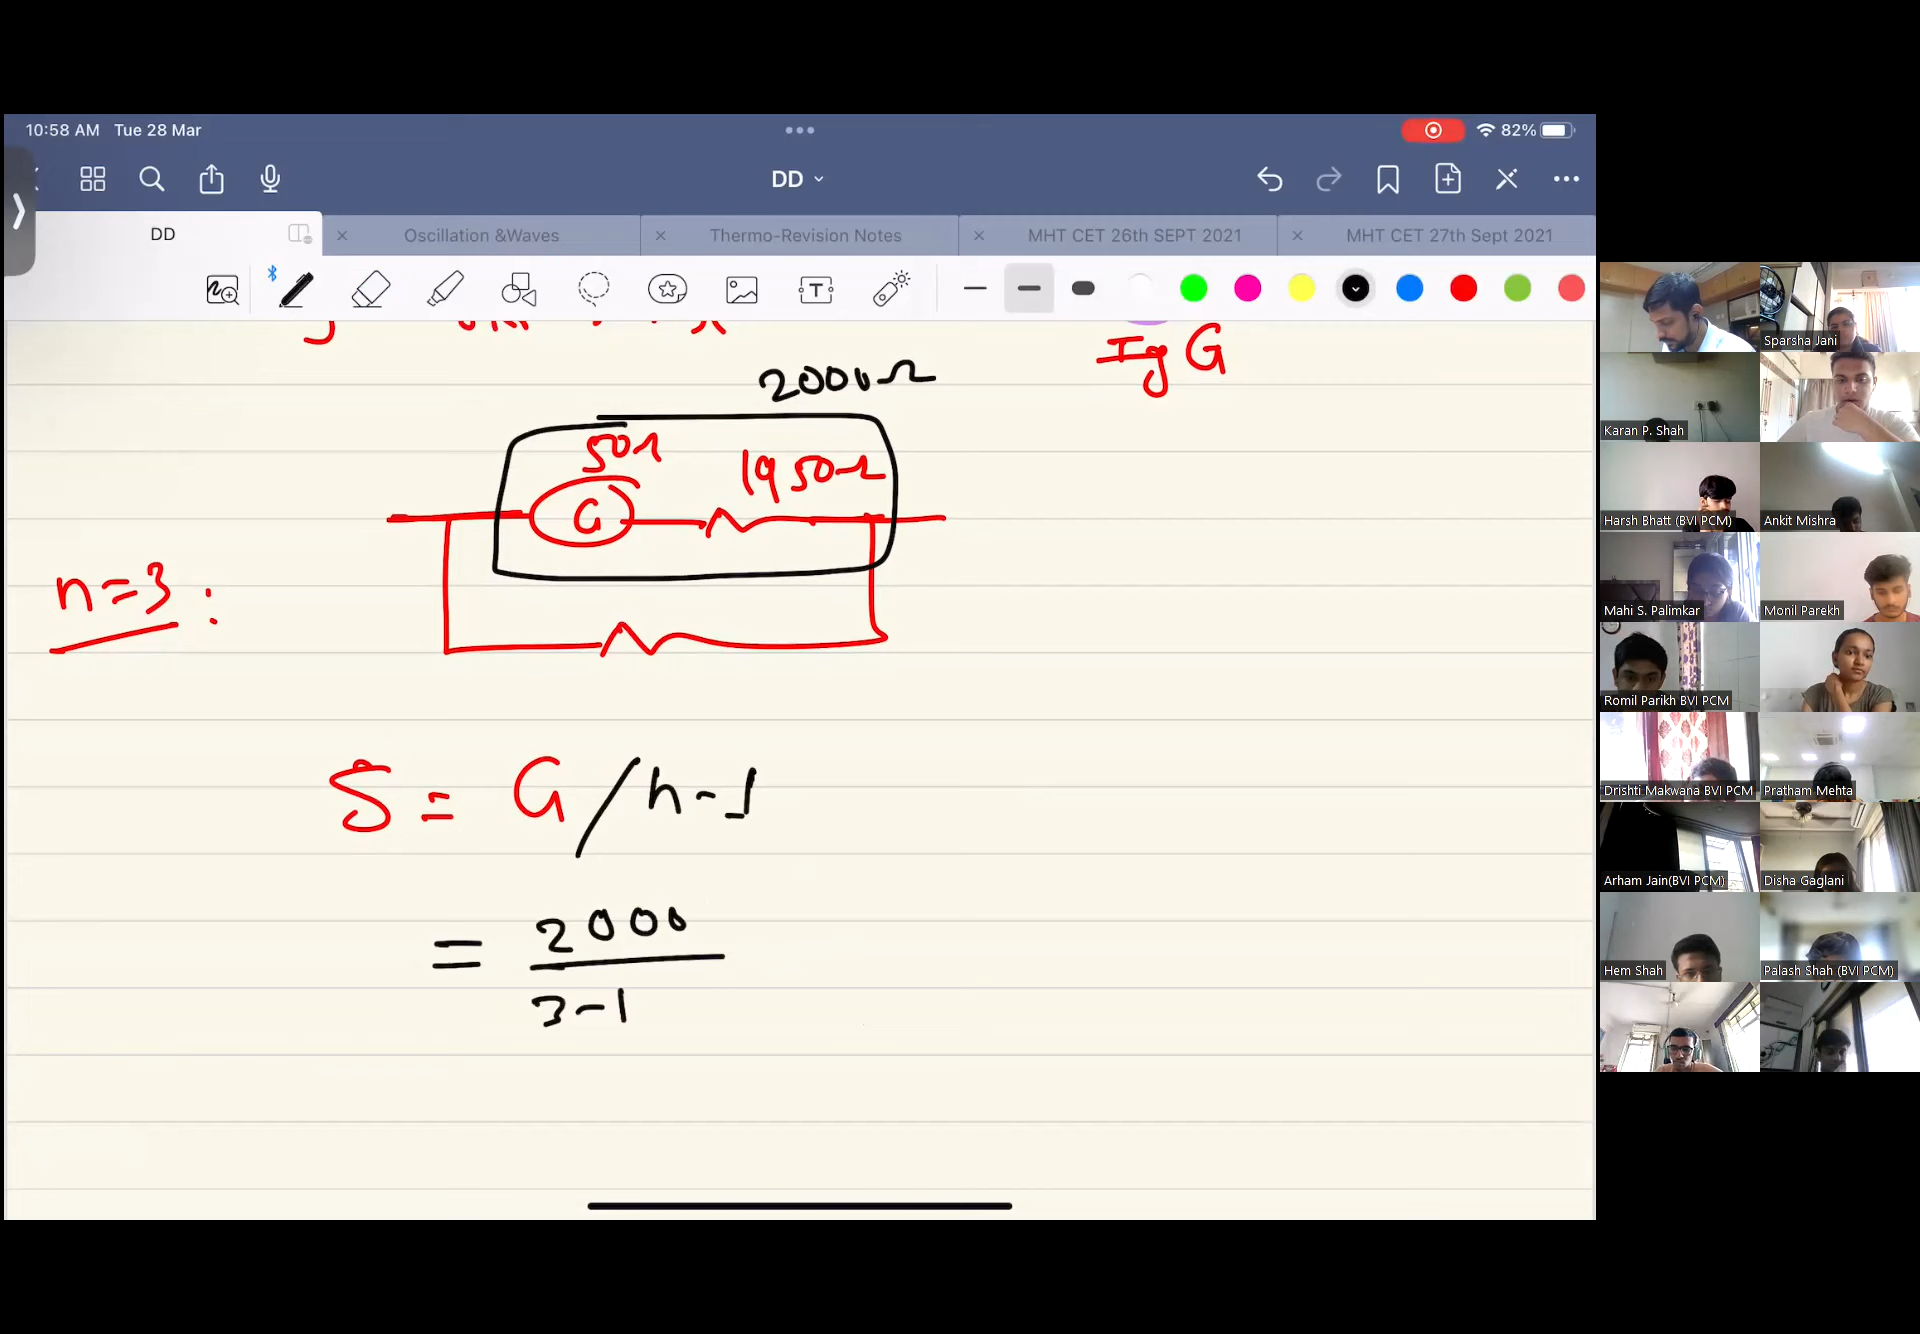 10:58 AM Tue 28 Mar
82%
DD
DD
Oscillation &Waves
Thermo-Revision Notes
MHT CET 26th SEPT 2021
MHT CET 27th Sept 2021
T
Ig G
2000Ω
50Ω
1950Ω
G
n=3 :
S = G/n-1
= 2000
3-1
Sparsha Jani
Karan P. Shah
Harsh Bhatt (BVI PCM)
Ankit Mishra
Mahi S. Palimkar
Monil Parekh
Romil Parikh BVI PCM
Drishti Makwana BVI PCM
Pratham Mehta
Arham Jain(BVI PCM)
Disha Gaglani
Hem Shah
Palash Shah (BVI PCM)